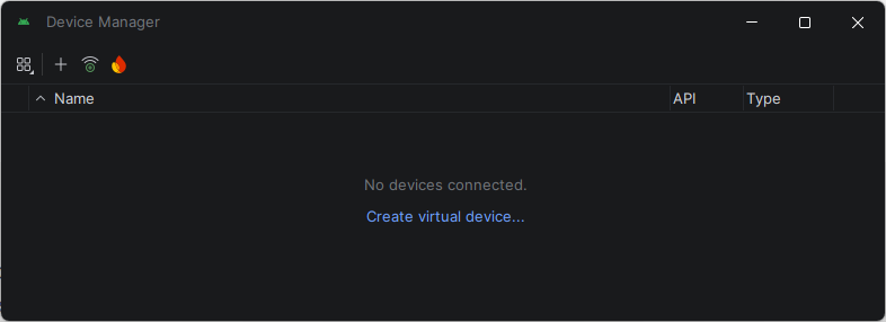 Device Manager
Name API Type
No devices connected.
Create virtual device...